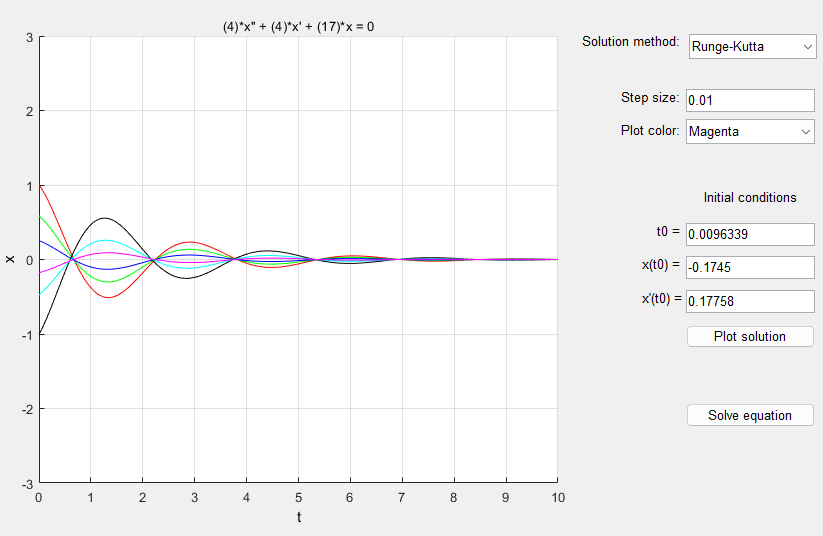 (4)*x'' + (4)*x' + (17)*x = 0
3
2
1
0
-1
-2
-3
x
0 1 2 3 4 5 6 7 8 9 10
t
Solution method: Runge-Kutta
Step size: 0.01
Plot color: Magenta
Initial conditions
t0 = 0.0096339
x(t0) = -0.1745
x'(t0) = 0.17758
Plot solution
Solve equation